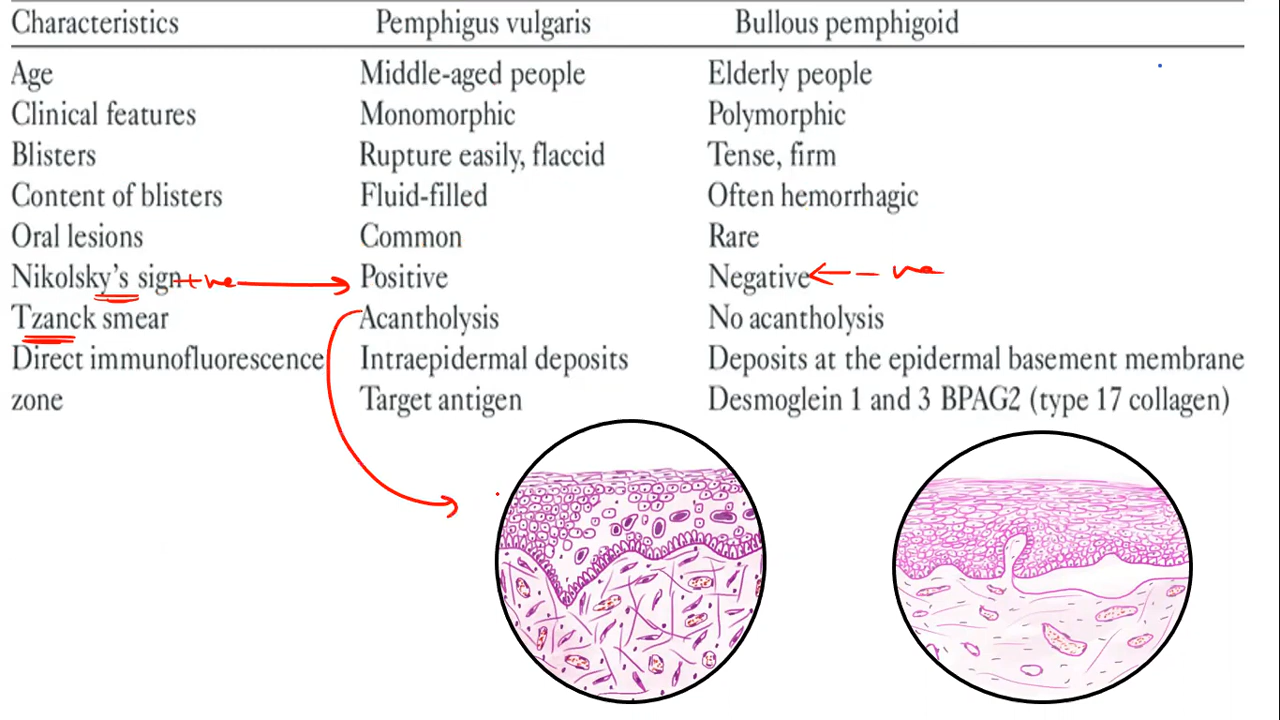 Characteristics Pemphigus vulgaris Bullous pemphigoid
Age Middle-aged people Elderly people
Clinical features Monomorphic Polymorphic
Blisters Rupture easily, flaccid Tense, firm
Content of blisters Fluid-filled Often hemorrhagic
Oral lesions Common Rare
Nikolsky's sign +ve Positive Negative - ve
Tzanck smear Acantholysis No acantholysis
Direct immunofluorescence Intraepidermal deposits Deposits at the epidermal basement membrane
zone Target antigen Desmoglein 1 and 3 BPAG2 (type 17 collagen)